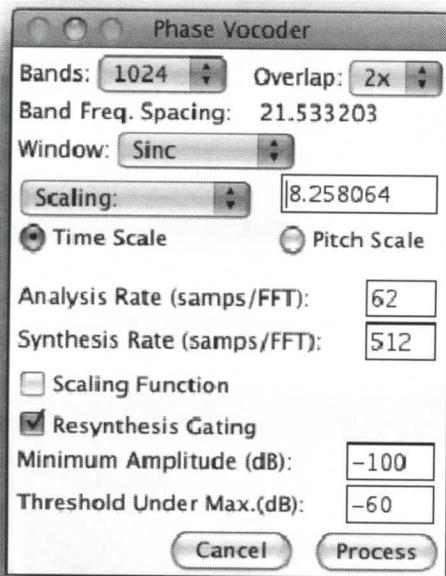 Phase Vocoder
Bands: 1024 Overlap: 2x
Band Freq. Spacing: 21.533203
Window: Sinc
Scaling: 8.258064
Time Scale Pitch Scale
Analysis Rate (samps/FFT): 62
Synthesis Rate (samps/FFT): 512
Scaling Function
Resynthesis Gating
Minimum Amplitude (dB): -100
Threshold Under Max.(dB): -60
Cancel Process